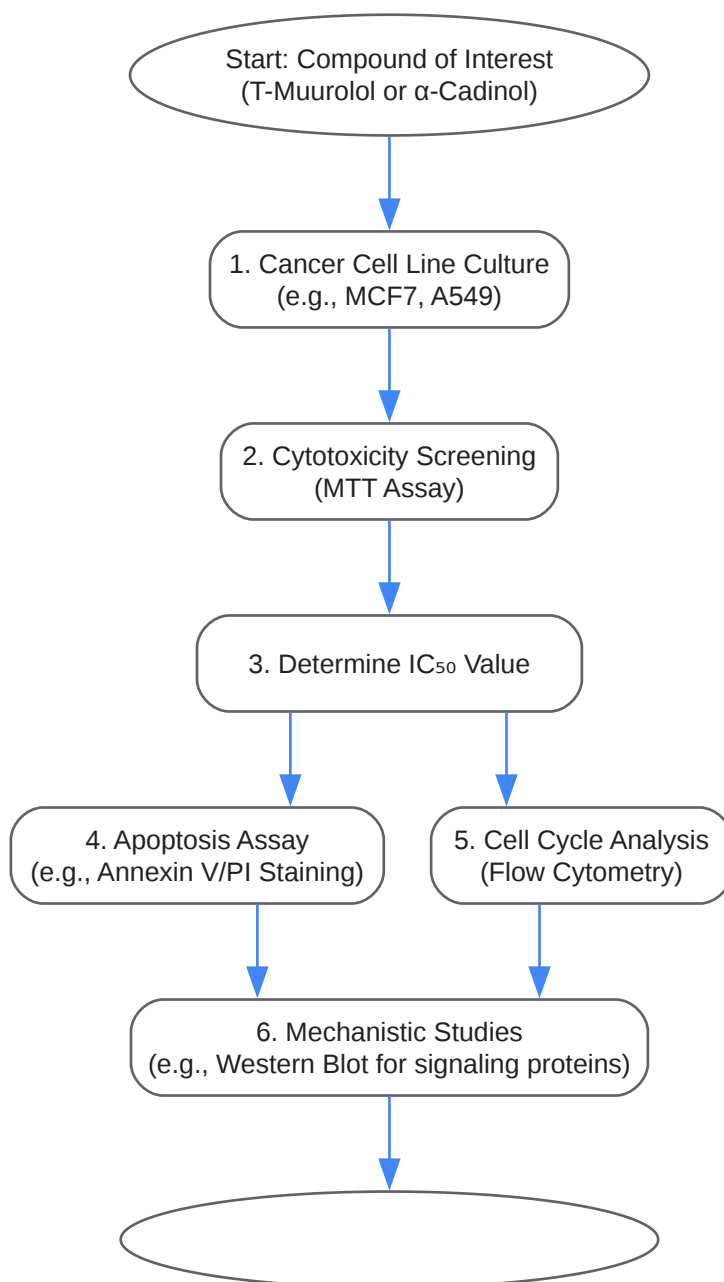 Start: Compound of Interest
(T-Muurolol or α-Cadinol)
1. Cancer Cell Line Culture
(e.g., MCF7, A549)
2. Cytotoxicity Screening
(MTT Assay)
3. Determine IC₅₀ Value
4. Apoptosis Assay
(e.g., Annexin V/PI Staining)
5. Cell Cycle Analysis
(Flow Cytometry)
6. Mechanistic Studies
(e.g., Western Blot for signaling proteins)